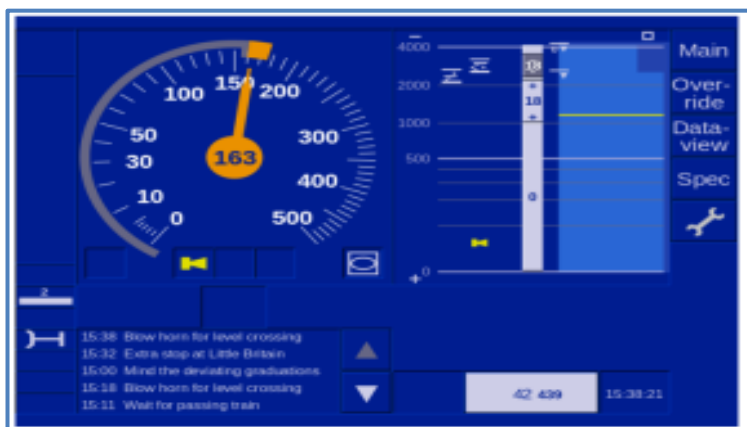 4000
2000
1000
500
0
0
10
30
50
100
150
200
300
400
500
163
18
0
Main
Over-
ride
Data-
view
Spec
2
15:38 Blow horn for level crossing
15:32 Extra stop at Little Britain
15:00 Mind the deviating graduations
15:18 Blow horn for level crossing
15:11 Wait for passing train
42 439
15:38:21